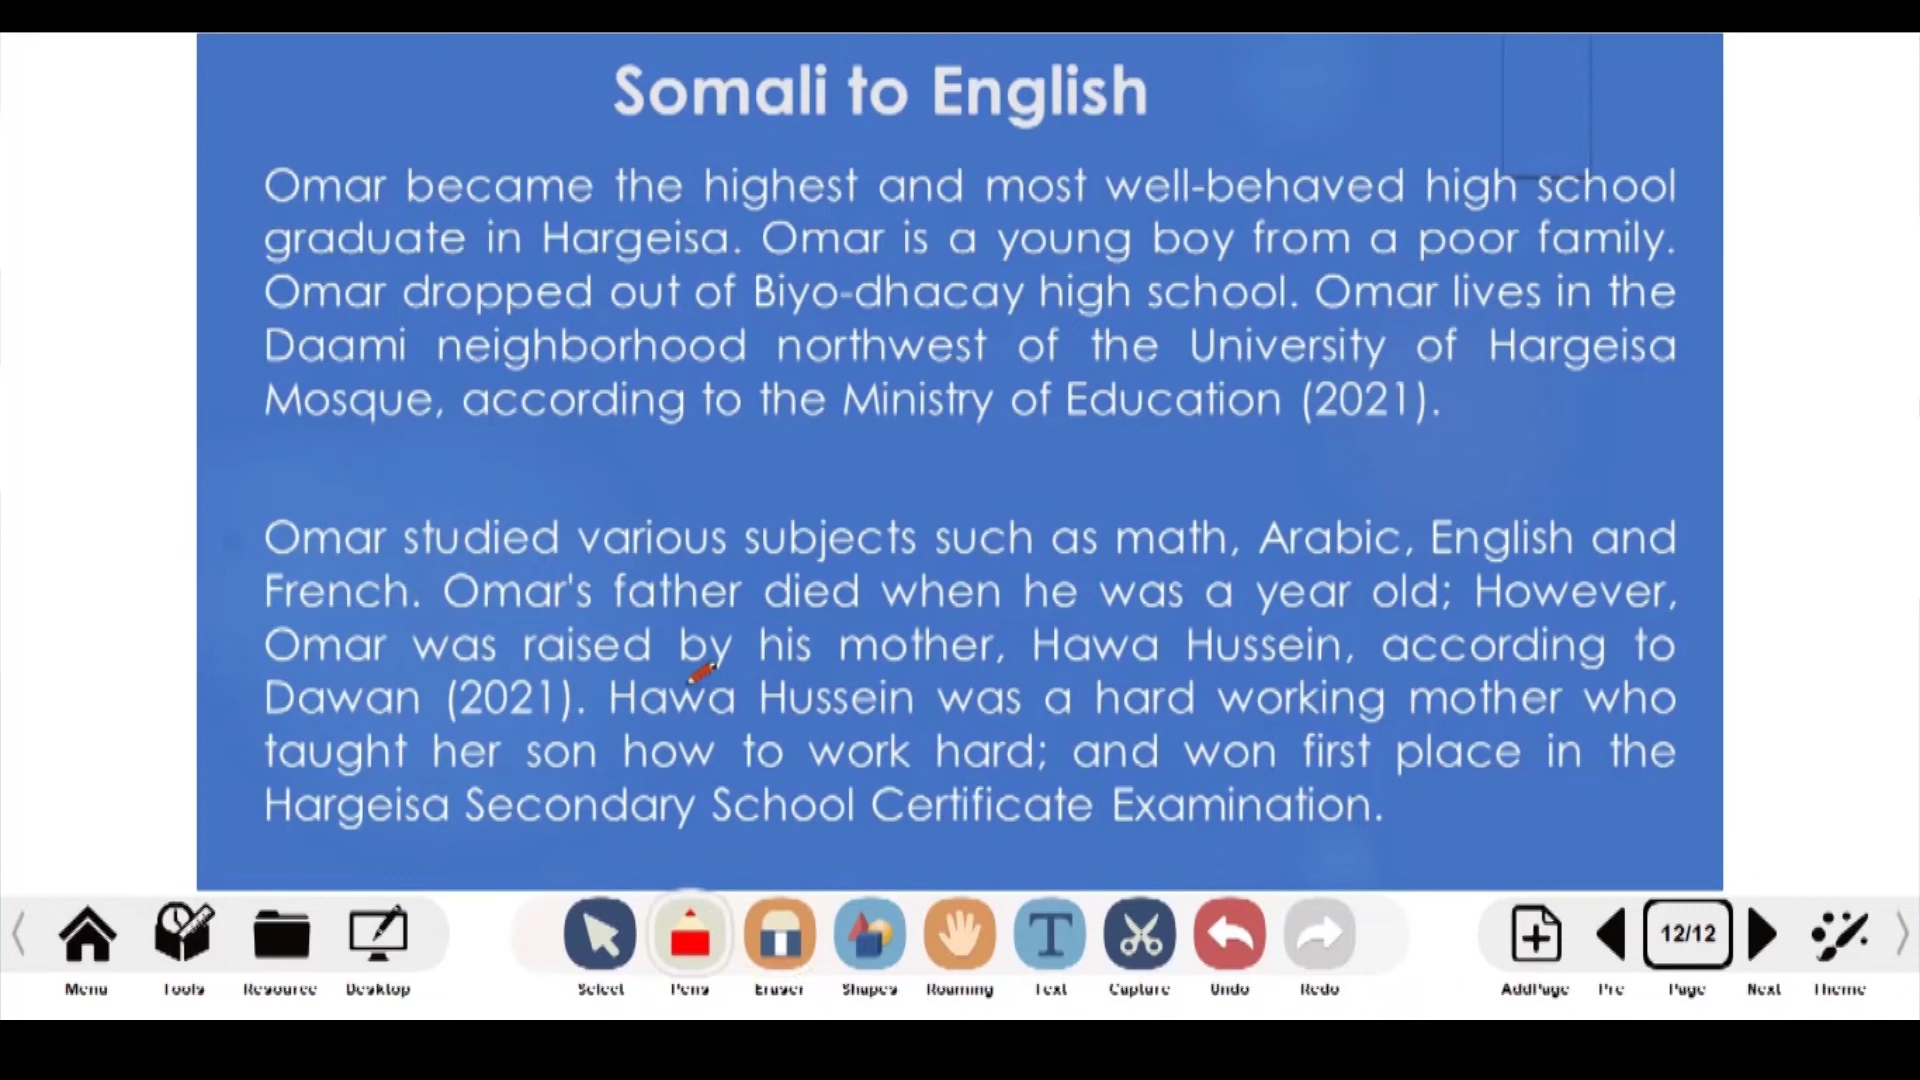 Somali to English
Omar became the highest and most well-behaved high school
graduate in Hargeisa. Omar is a young boy from a poor family.
Omar dropped out of Biyo-dhacay high school. Omar lives in the
Daami neighborhood northwest of the University of Hargeisa
Mosque, according to the Ministry of Education (2021).
Omar studied various subjects such as math, Arabic, English and
French. Omar's father died when he was a year old; However,
Omar was raised by his mother, Hawa Hussein, according to
Dawan (2021). Hawa Hussein was a hard working mother who
taught her son how to work hard; and won first place in the
Hargeisa Secondary School Certificate Examination.
12/12
Menu Tools Resource Desktop Select Pens Eraser Shapes Roaming Text Capture Undo Redo AddPage Pre Page Next Theme